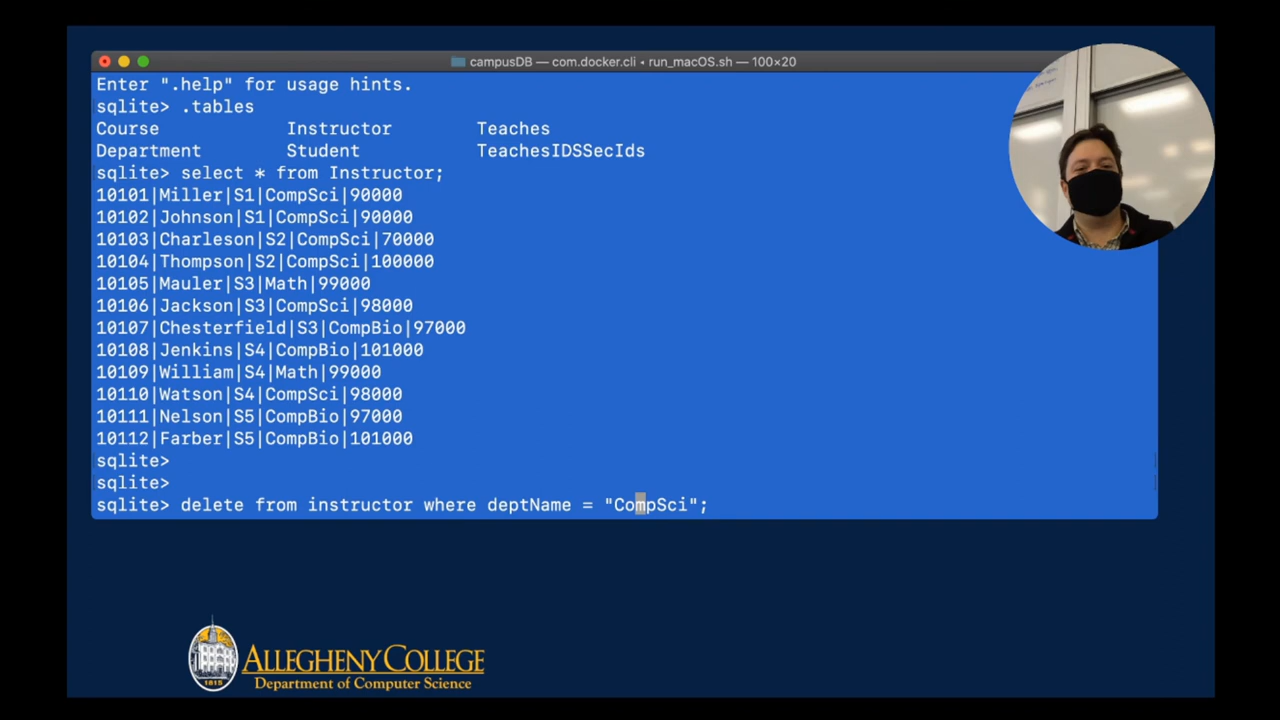 campusDB — com.docker.cli • run_macOS.sh — 100×20
Enter ".help" for usage hints.
sqlite> .tables
Course Instructor Teaches
Department Student TeachesIDSSecIds
sqlite> select * from Instructor;
10101|Miller|S1|CompSci|90000
10102|Johnson|S1|CompSci|90000
10103|Charleson|S2|CompSci|70000
10104|Thompson|S2|CompSci|100000
10105|Mauler|S3|Math|99000
10106|Jackson|S3|CompSci|98000
10107|Chesterfield|S3|CompBio|97000
10108|Jenkins|S4|CompBio|101000
10109|William|S4|Math|99000
10110|Watson|S4|CompSci|98000
10111|Nelson|S5|CompBio|97000
10112|Farber|S5|CompBio|101000
sqlite>
sqlite>
sqlite> delete from instructor where deptName = "CompSci";
1815
ALLEGHENY COLLEGE
Department of Computer Science